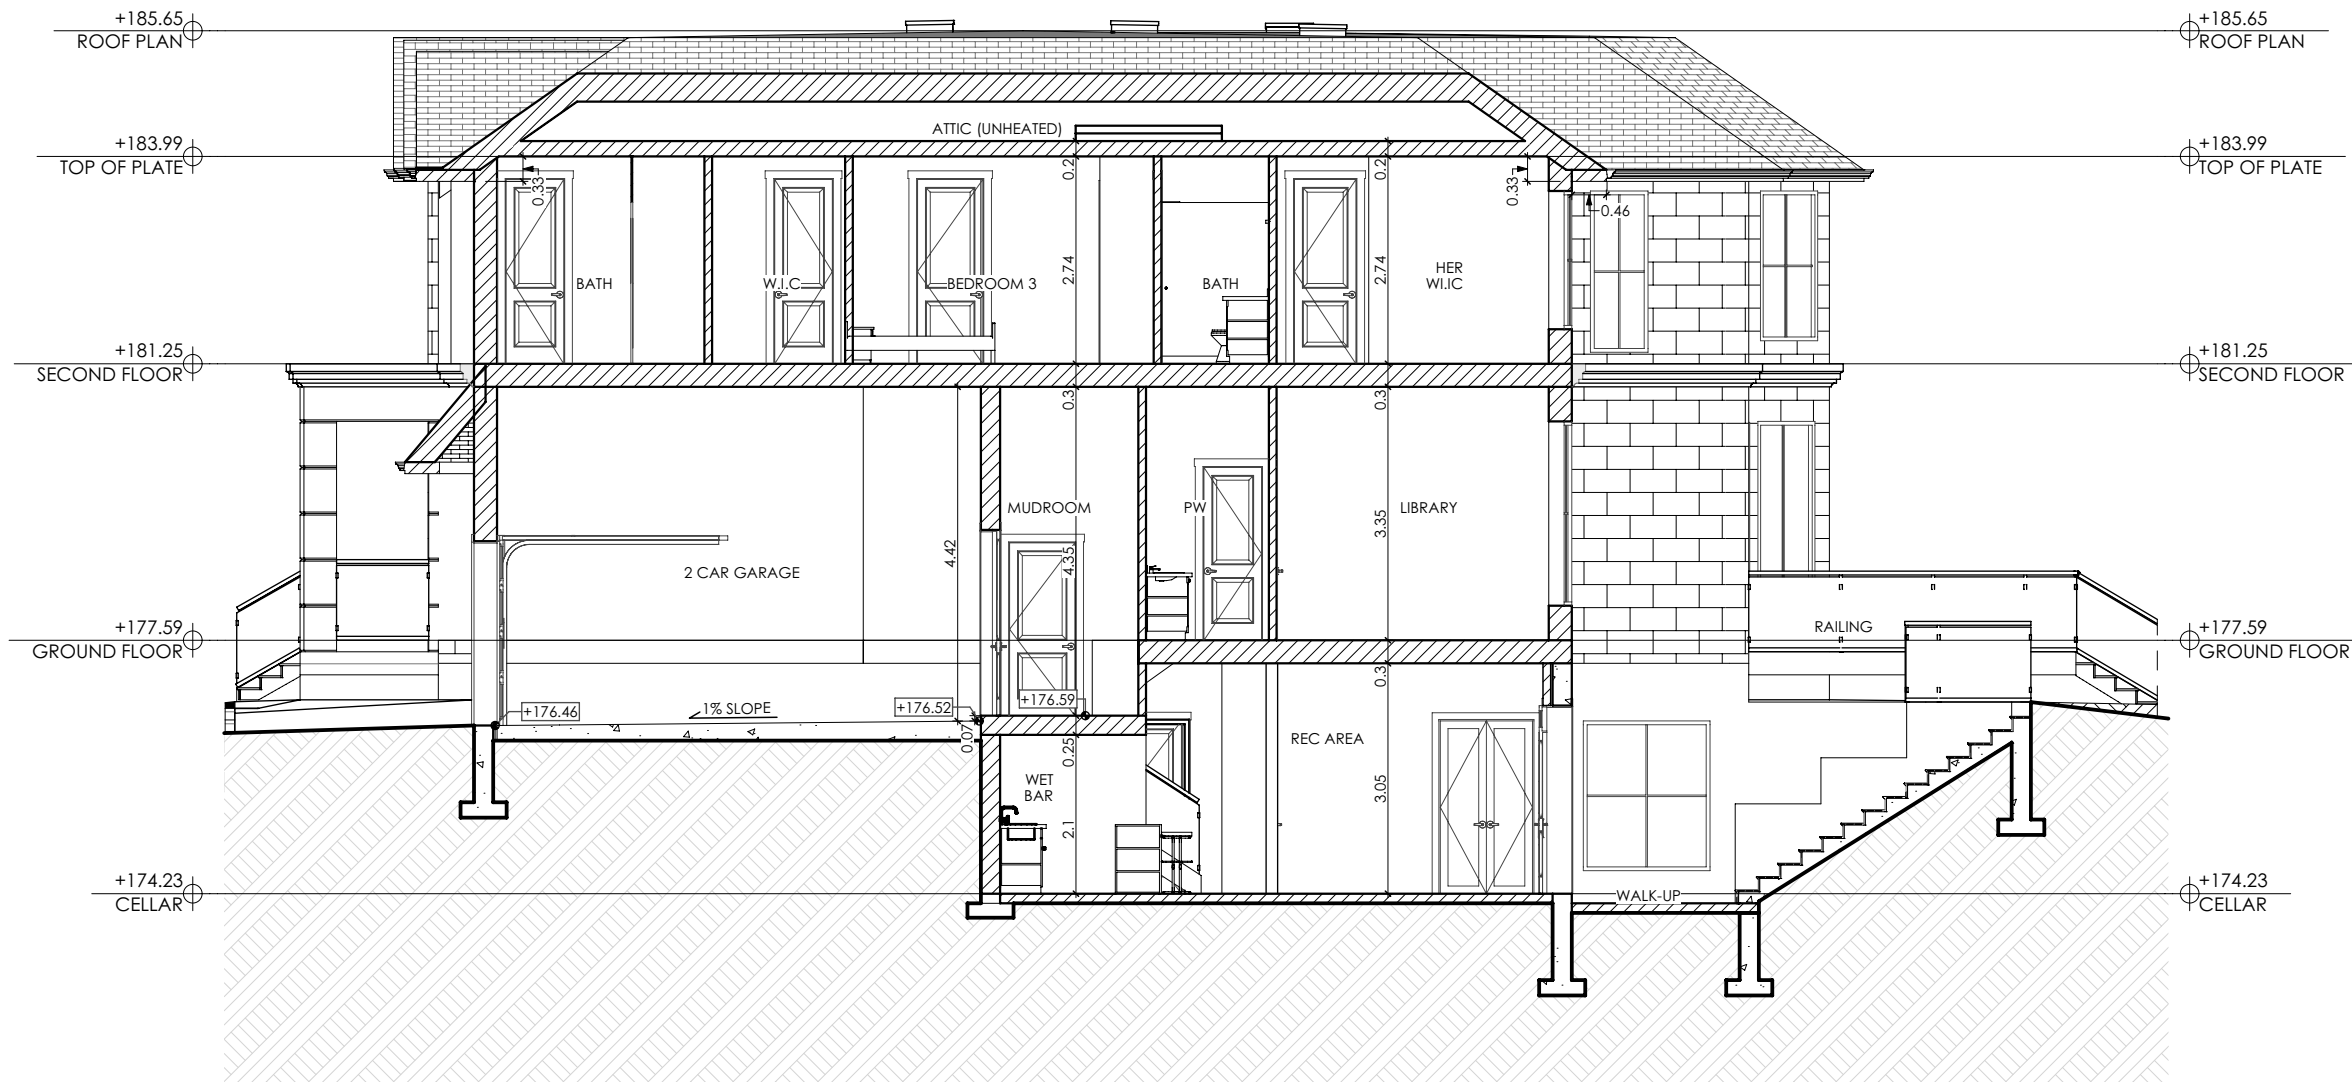 +185.65
ROOF PLAN
+185.65
ROOF PLAN
ATTIC (UNHEATED)
+183.99
TOP OF PLATE
+183.99
TOP OF PLATE
0.2
0.2
0.33
0.33
0.46
BATH
W.I.C
BEDROOM 3
2.74
BATH
2.74
HER
WI.IC
+181.25
SECOND FLOOR
+181.25
SECOND FLOOR
0.3
0.3
MUDROOM
PW
LIBRARY
4.42
4.35
3.35
2 CAR GARAGE
+177.59
GROUND FLOOR
RAILING
+177.59
GROUND FLOOR
0.3
+176.46
1% SLOPE
+176.52
+176.59
0.07
0.25
REC AREA
WET
BAR
2.1
3.05
+174.23
CELLAR
WALK-UP
+174.23
CELLAR